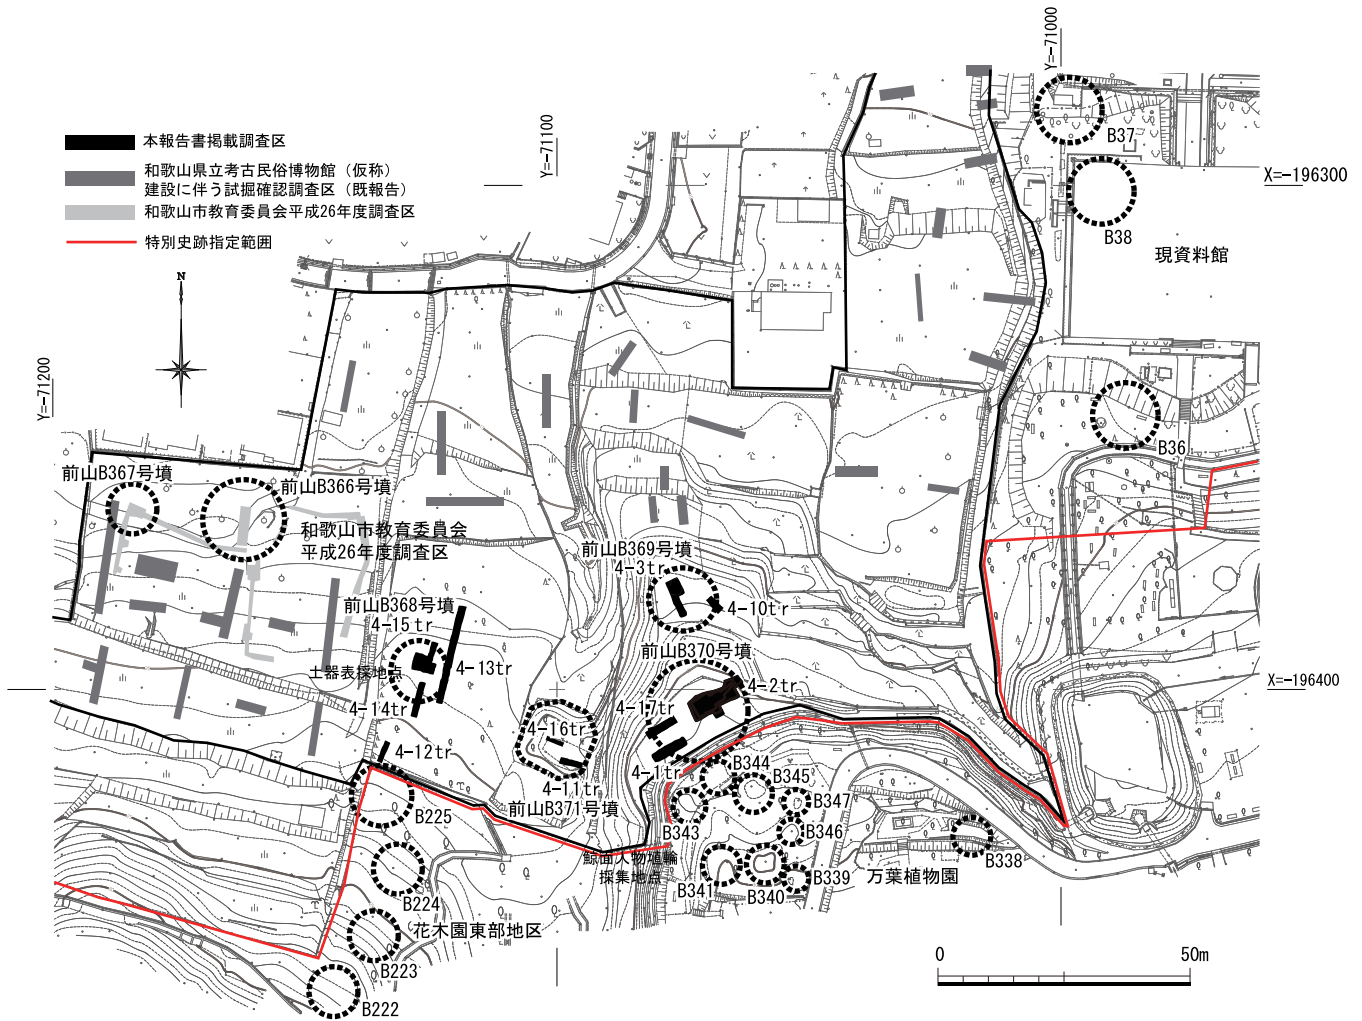 Y=-71000
Y=-71100
Y=-71200
X=-196300
X=-196400
本報告書掲載調査区
和歌山県立考古民俗博物館（仮称）
建設に伴う試掘確認調査区（既報告）
和歌山市教育委員会平成26年度調査区
特別史跡指定範囲
N
B37
B38
現資料館
B36
前山B367号墳
前山B366号墳
和歌山市教育委員会
平成26年度調査区
前山B369号墳
4-3tr
4-10tr
前山B368号墳
4-15tr
4-13tr
土器表採地点
4-14tr
4-12tr
前山B370号墳
4-2tr
4-17tr
4-1tr
4-16tr
4-11tr
前山B371号墳
B344
B345
B347
B346
B343
B341
B340
B339
B338
万葉植物園
鯨面人物埴輪
採集地点
B225
B224
花木園東部地区
B223
B222
0 50m